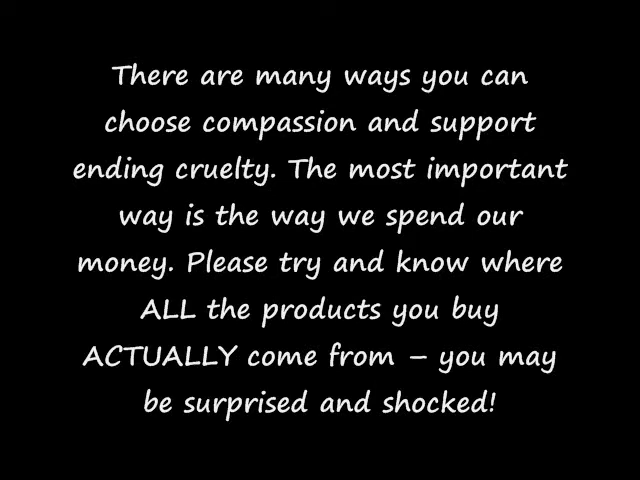 There are many ways you can
choose compassion and support
ending cruelty. The most important
way is the way we spend our
money. Please try and know where
ALL the products you buy
ACTUALLY come from – you may
be surprised and shocked!